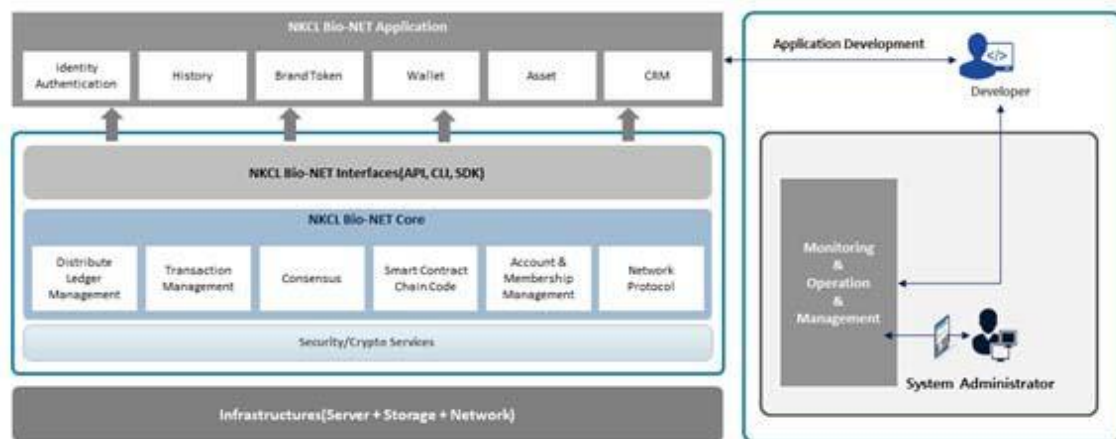 NKCL Bio-NET Application
Identity
Authentication
History
Brand Token
Wallet
Asset
CRM
NKCL Bio-NET Interfaces(API, CLI, SDK)
NKCL Bio-NET Core
Distribute
Ledger
Management
Transaction
Management
Consensus
Smart Contract
Chain Code
Account &
Membership
Management
Network
Protocol
Security/Crypto Services
Infrastructures(Server + Storage + Network)
Application Development
</>
Developer
Monitoring
&
Operation
&
Management
System Administrator